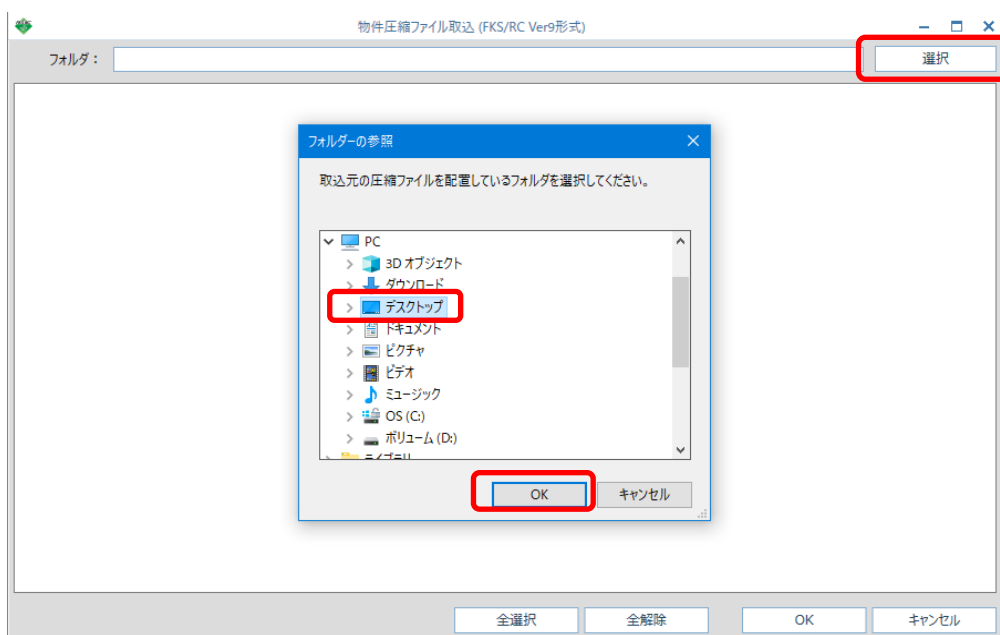 物件圧縮ファイル取込 (FKS/RC Ver9形式)
フォルダ：
選択
フォルダーの参照
取込元の圧縮ファイルを配置しているフォルダを選択してください。
PC
3D オブジェクト
ダウンロード
デスクトップ
ドキュメント
ピクチャ
ビデオ
ミュージック
OS (C:)
ボリューム (D:)
ライブラリ
OK
キャンセル
全選択
全解除
OK
キャンセル